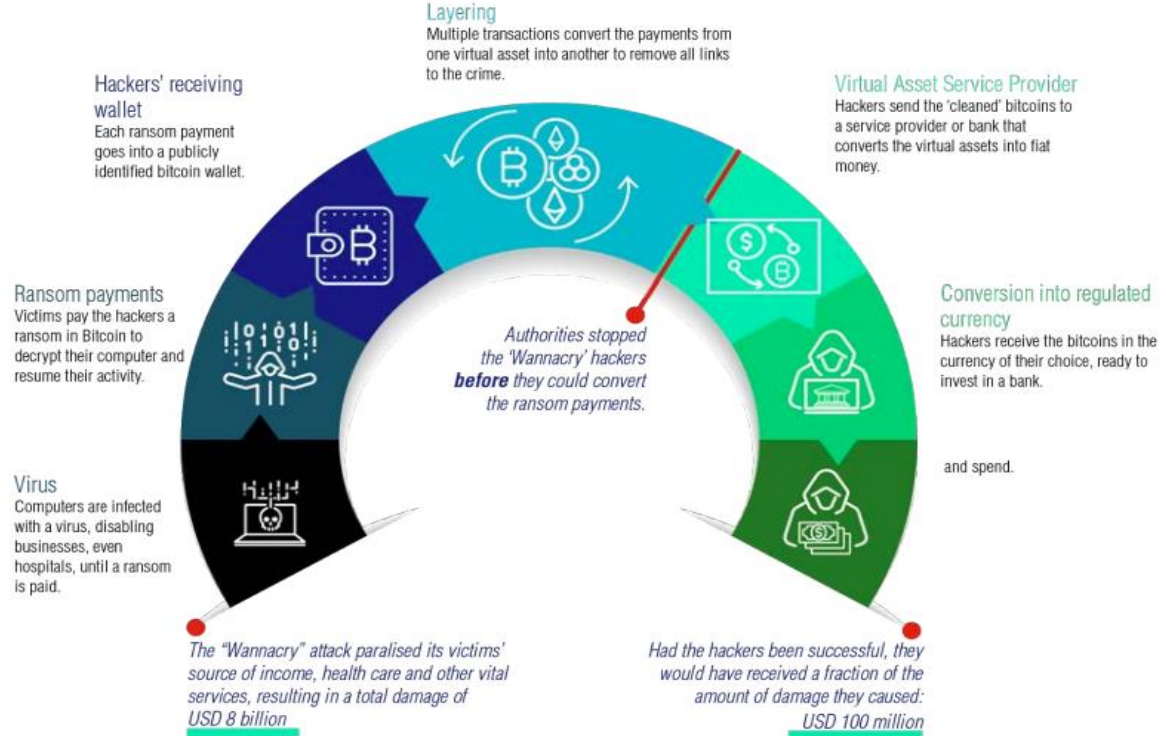 Layering
Multiple transactions convert the payments from
one virtual asset into another to remove all links
to the crime.
Hackers' receiving
wallet
Each ransom payment
goes into a publicly
identified bitcoin wallet.
Virtual Asset Service Provider
Hackers send the 'cleaned' bitcoins to
a service provider or bank that
converts the virtual assets into fiat
money.
Ransom payments
Victims pay the hackers a
ransom in Bitcoin to
decrypt their computer and
resume their activity.
Authorities stopped
the 'Wannacry' hackers
before they could convert
the ransom payments.
Conversion into regulated
currency
Hackers receive the bitcoins in the
currency of their choice, ready to
invest in a bank.
and spend.
Virus
Computers are infected
with a virus, disabling
businesses, even
hospitals, until a ransom
is paid.
The "Wannacry" attack paralised its victims'
source of income, health care and other vital
services, resulting in a total damage of
USD 8 billion
Had the hackers been successful, they
would have received a fraction of the
amount of damage they caused:
USD 100 million